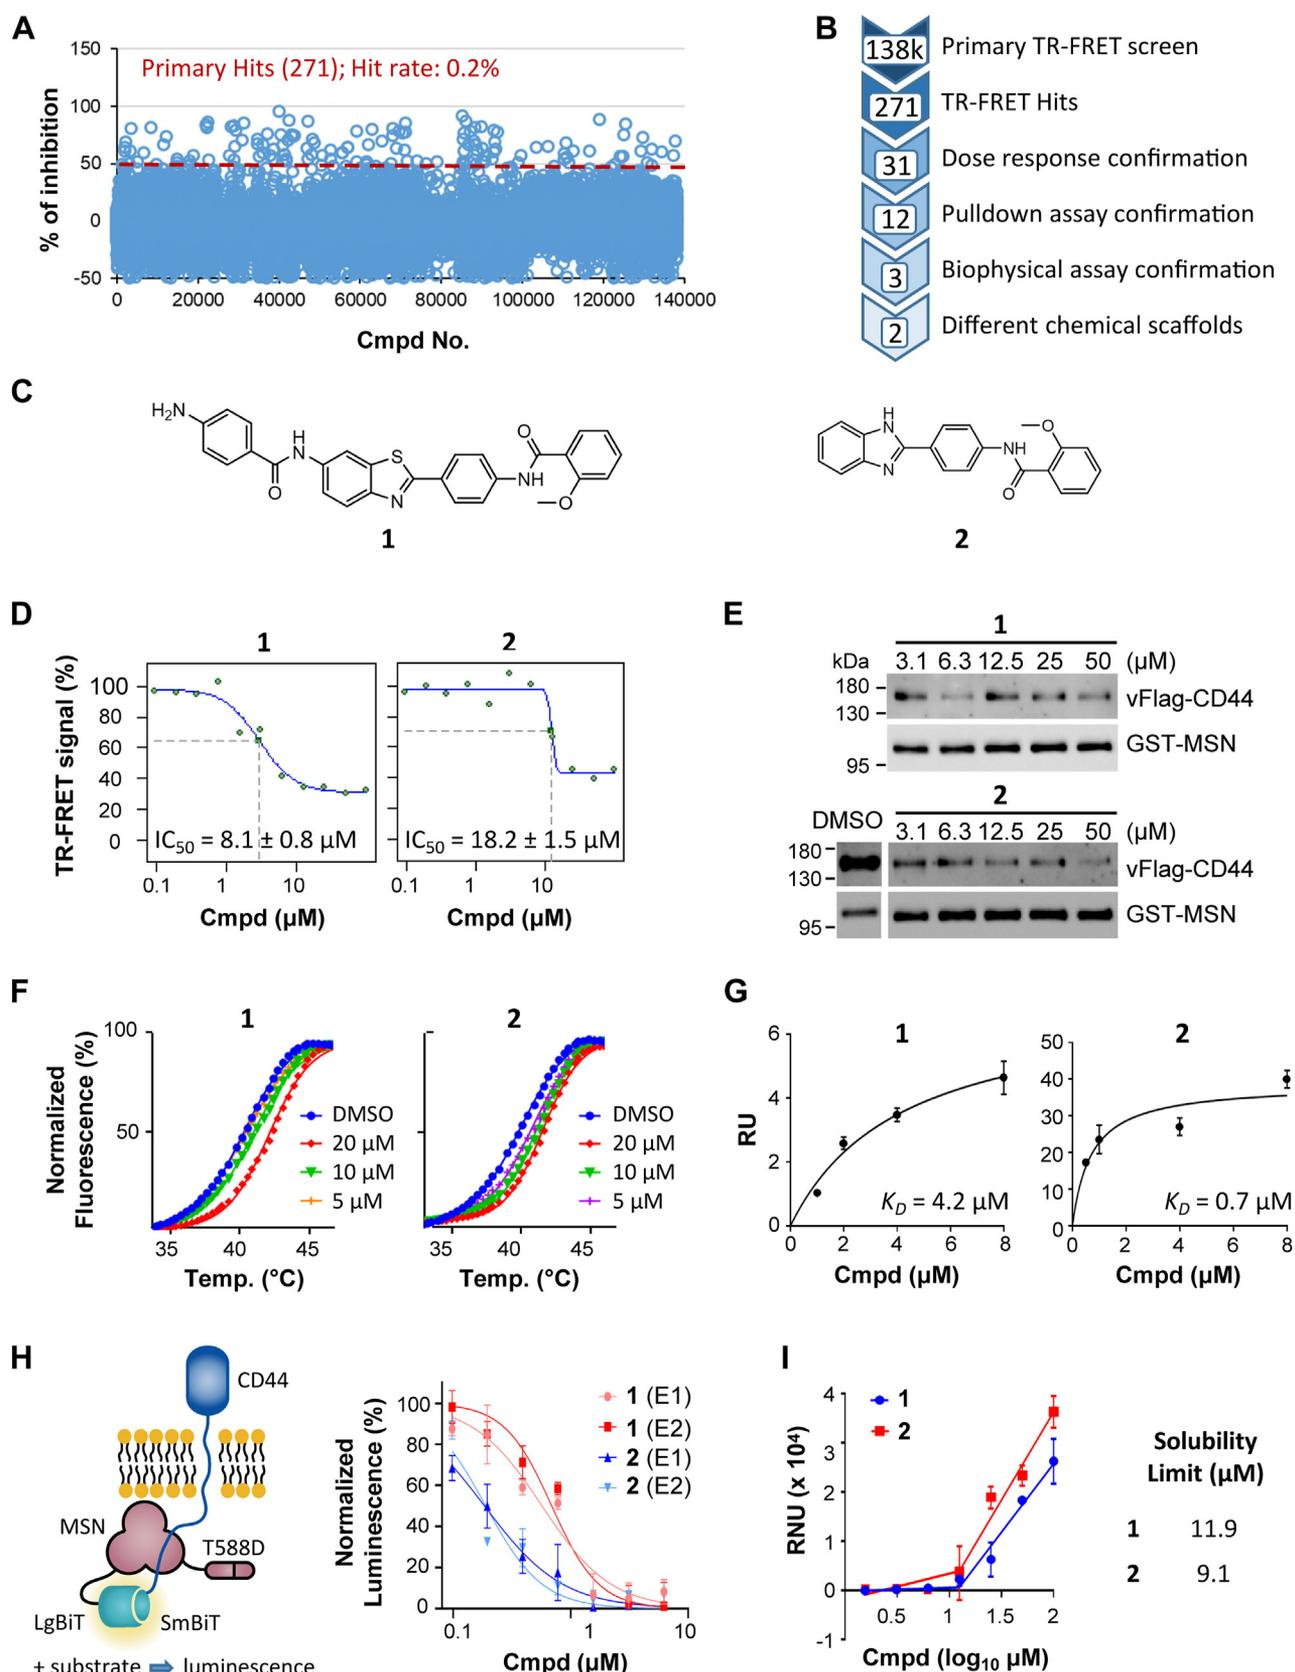 A
150
100
50
0
-50
% of inhibition
Primary Hits (271); Hit rate: 0.2%
0 20000 40000 60000 80000 100000 120000 140000
Cmpd No.
B
138k Primary TR-FRET screen
271 TR-FRET Hits
31 Dose response confirmation
12 Pulldown assay confirmation
3 Biophysical assay confirmation
2 Different chemical scaffolds
C
H₂N
H
N
O
S
N
O
NH
O
1
H
N
N
NH
O
O
2
D
1 2
TR-FRET signal (%)
100
80
60
40
20
0
IC₅₀ = 8.1 ± 0.8 µM
IC₅₀ = 18.2 ± 1.5 µM
0.1 1 10
0.1 1 10
Cmpd (µM) Cmpd (µM)
E
1
kDa 3.1 6.3 12.5 25 50 (µM)
180
130
vFlag-CD44
GST-MSN
95
2
DMSO 3.1 6.3 12.5 25 50 (µM)
180
130
vFlag-CD44
GST-MSN
95
F
1 2
Normalized
Fluorescence (%)
100
50
DMSO
20 µM
10 µM
5 µM
DMSO
20 µM
10 µM
5 µM
35 40 45
35 40 45
Temp. (°C) Temp. (°C)
G
1
RU
6
4
2
0
K_D = 4.2 µM
0 2 4 6 8
Cmpd (µM)
2
50
40
30
20
10
0
K_D = 0.7 µM
0 2 4 6 8
Cmpd (µM)
H
CD44
MSN
T588D
LgBiT SmBiT
+ substrate luminescence
Normalized
Luminescence (%)
100
80
60
40
20
0
1 (E1)
1 (E2)
2 (E1)
2 (E2)
0.1 1 10
Cmpd (µM)
I
RNU (x 10⁴)
4
3
2
1
0
-1
1
2
0.5 1 1.5 2
Cmpd (log₁₀ µM)
Solubility
Limit (µM)
1 11.9
2 9.1